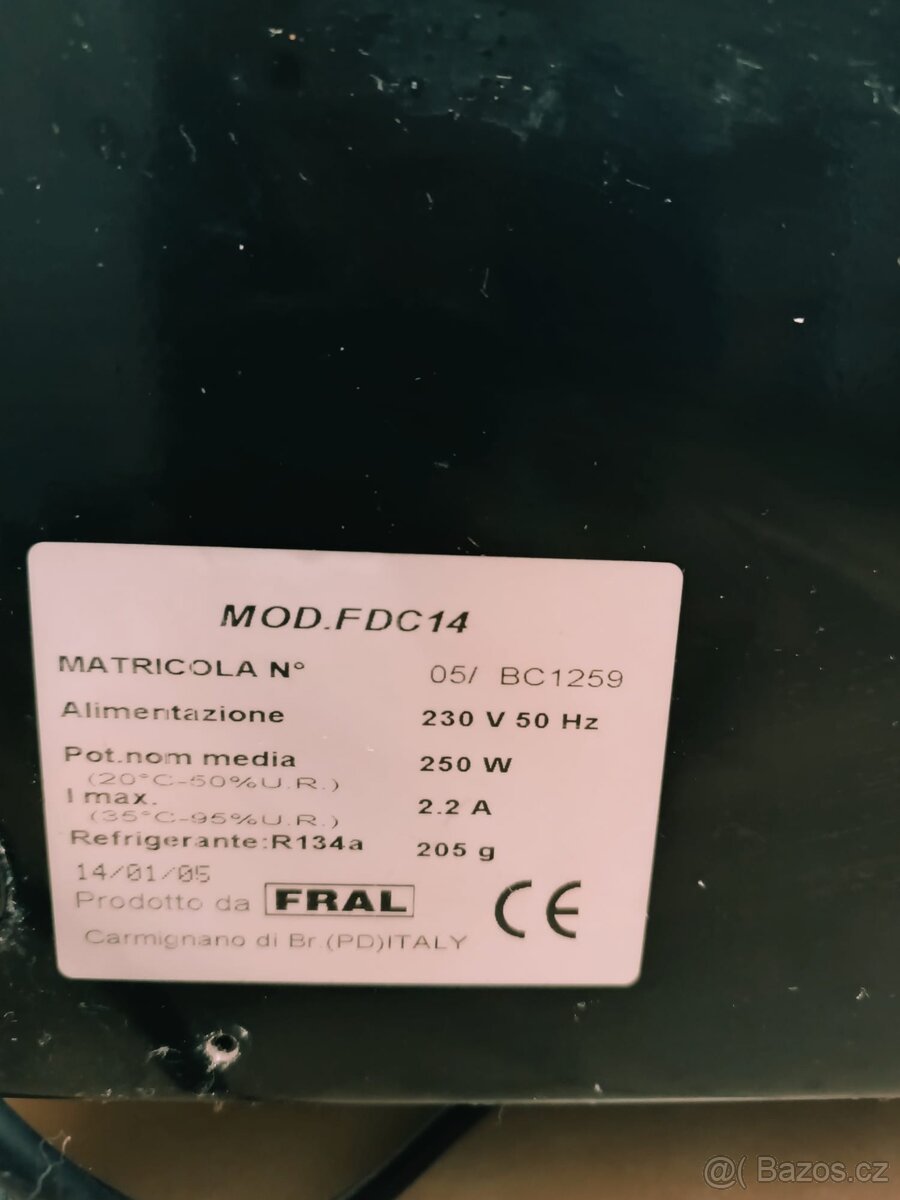 MOD.FDC14
MATRICOLA N° 05/ BC1259
Alimentazione 230 V 50 Hz
Pot.nom media 250 W
(20°C-50%U.R.)
I max. 2.2 A
(35°C-95%U.R.)
Refrigerante:R134a 205 g
14/01/05
Prodotto da FRAL CE
Carmignano di Br.(PD)ITALY
@( Bazos.cz